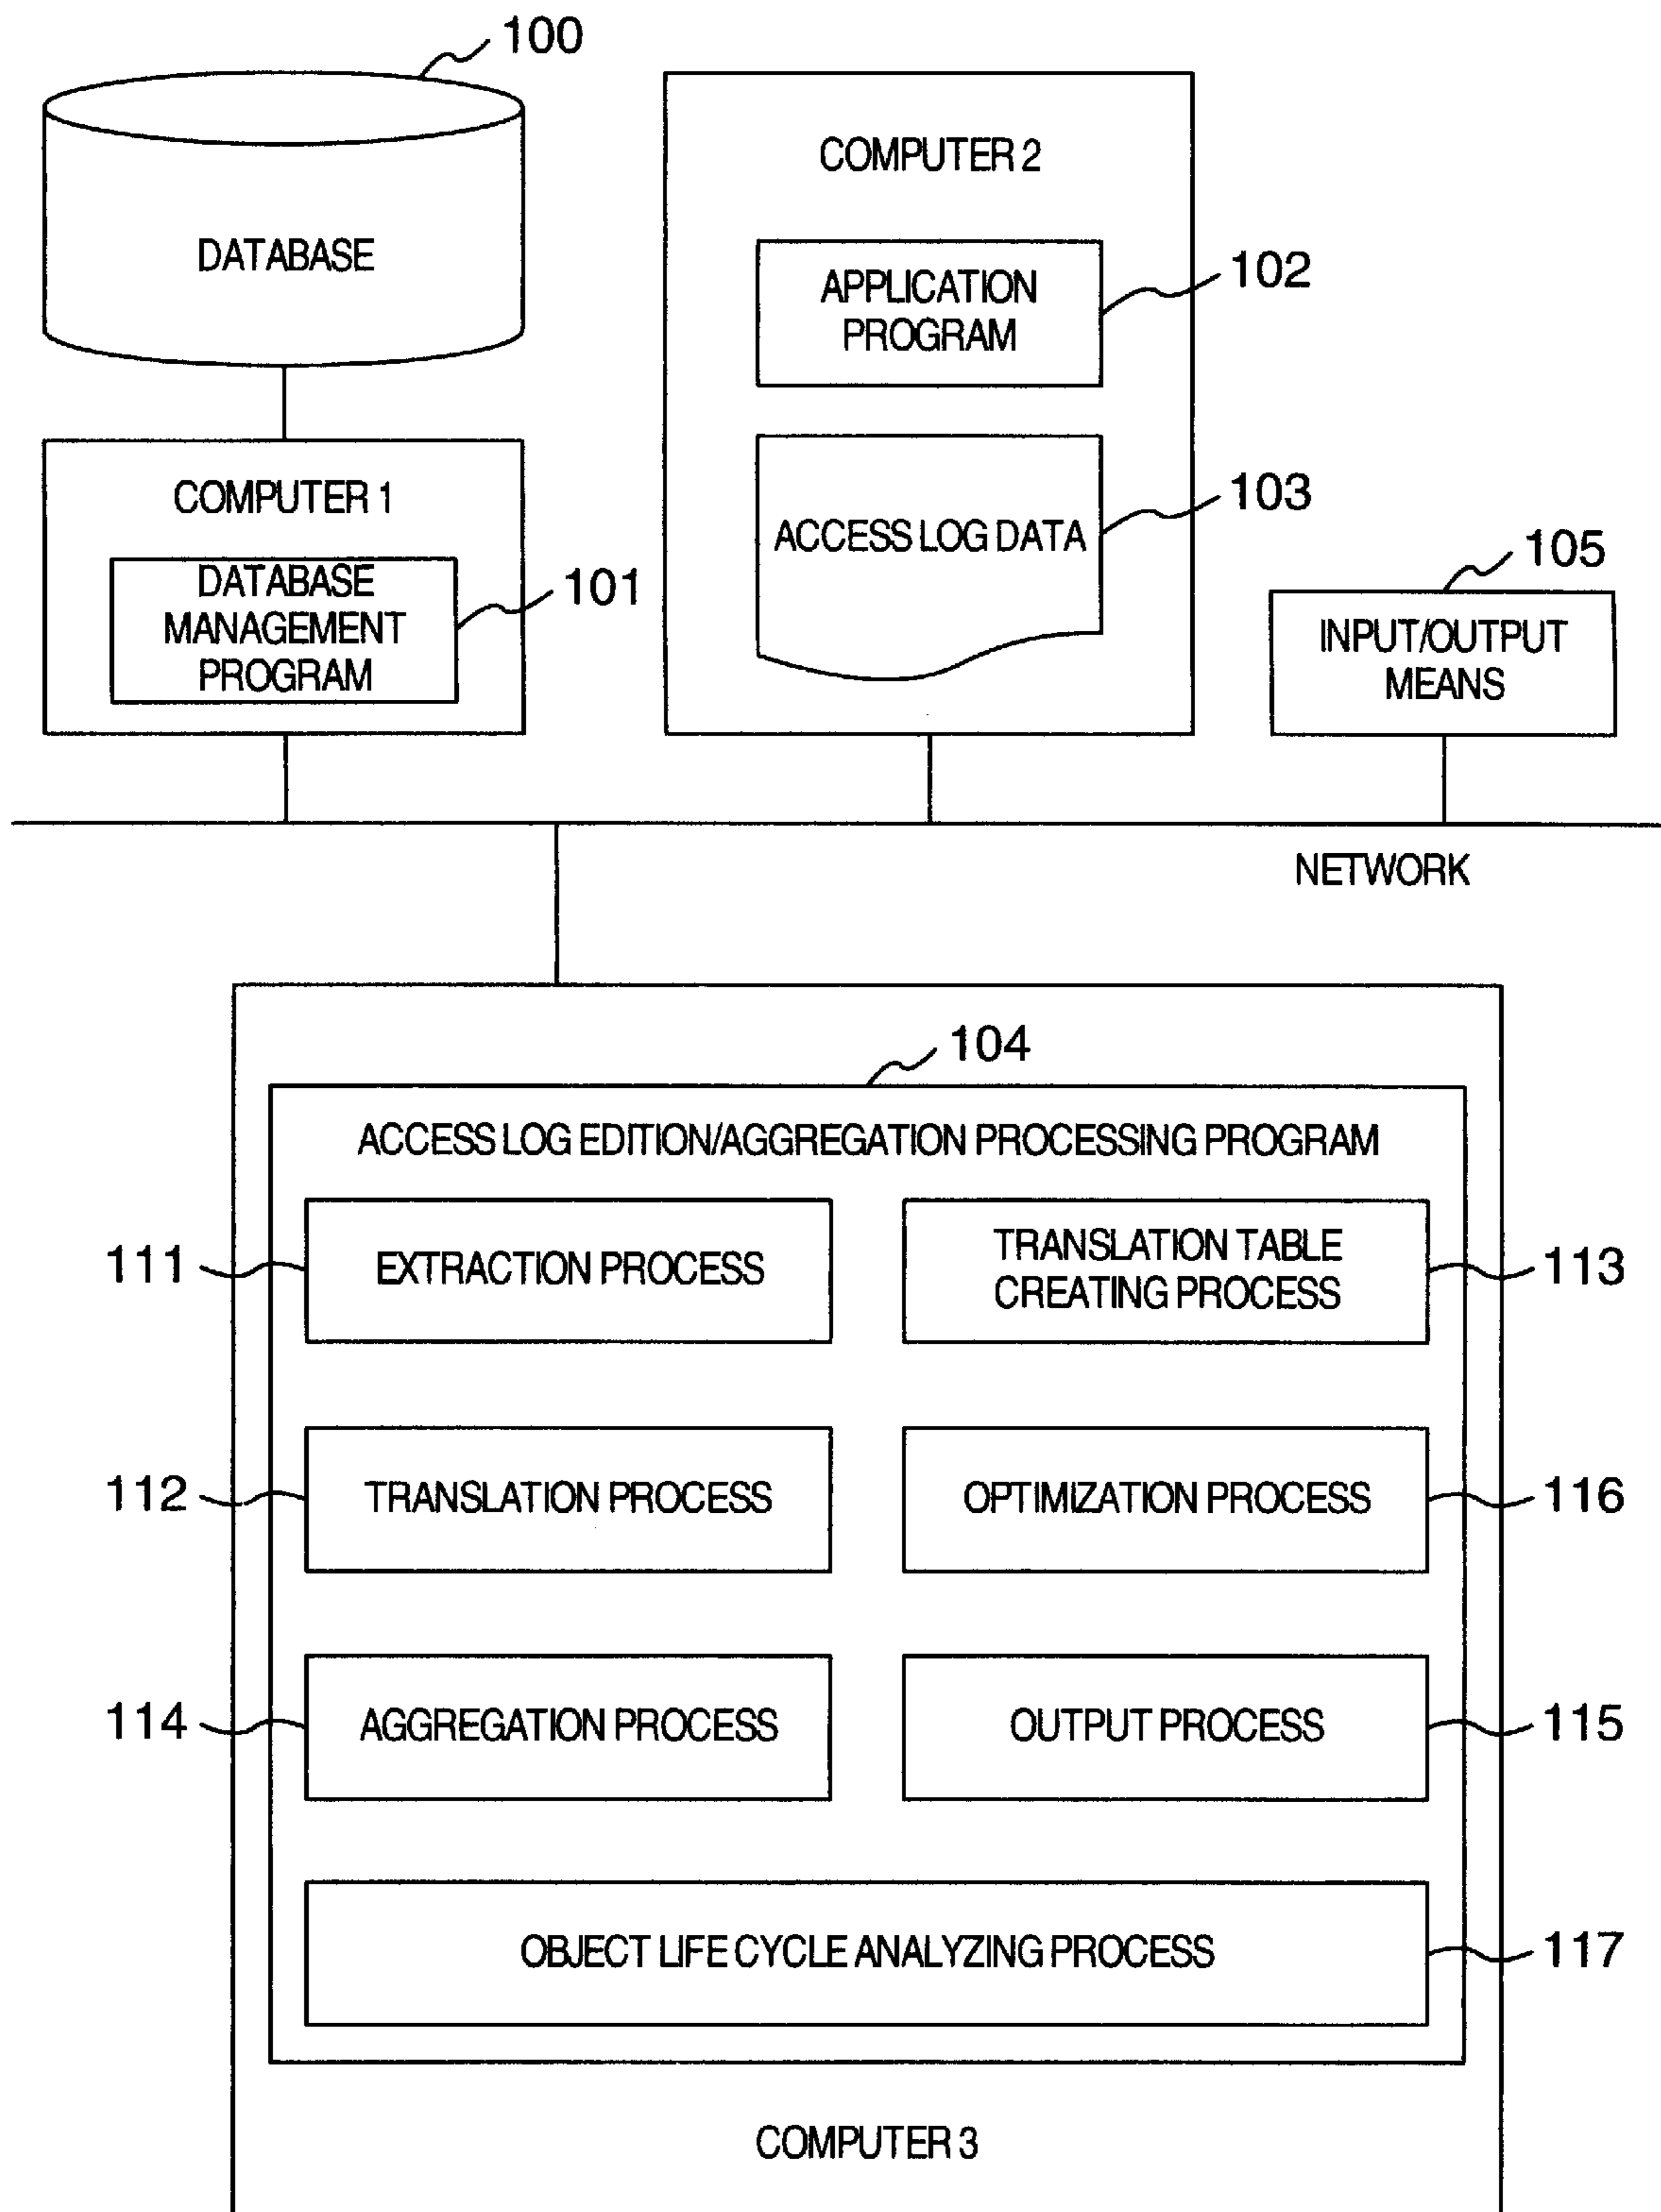 100
DATABASE
COMPUTER 1
DATABASE
MANAGEMENT
PROGRAM
101
COMPUTER 2
APPLICATION
PROGRAM
102
ACCESS LOG DATA
103
105
INPUT/OUTPUT
MEANS
NETWORK
104
ACCESS LOG EDITION/AGGREGATION PROCESSING PROGRAM
111
EXTRACTION PROCESS
TRANSLATION TABLE
CREATING PROCESS
113
112
TRANSLATION PROCESS
OPTIMIZATION PROCESS
116
114
AGGREGATION PROCESS
OUTPUT PROCESS
115
OBJECT LIFE CYCLE ANALYZING PROCESS
117
COMPUTER 3